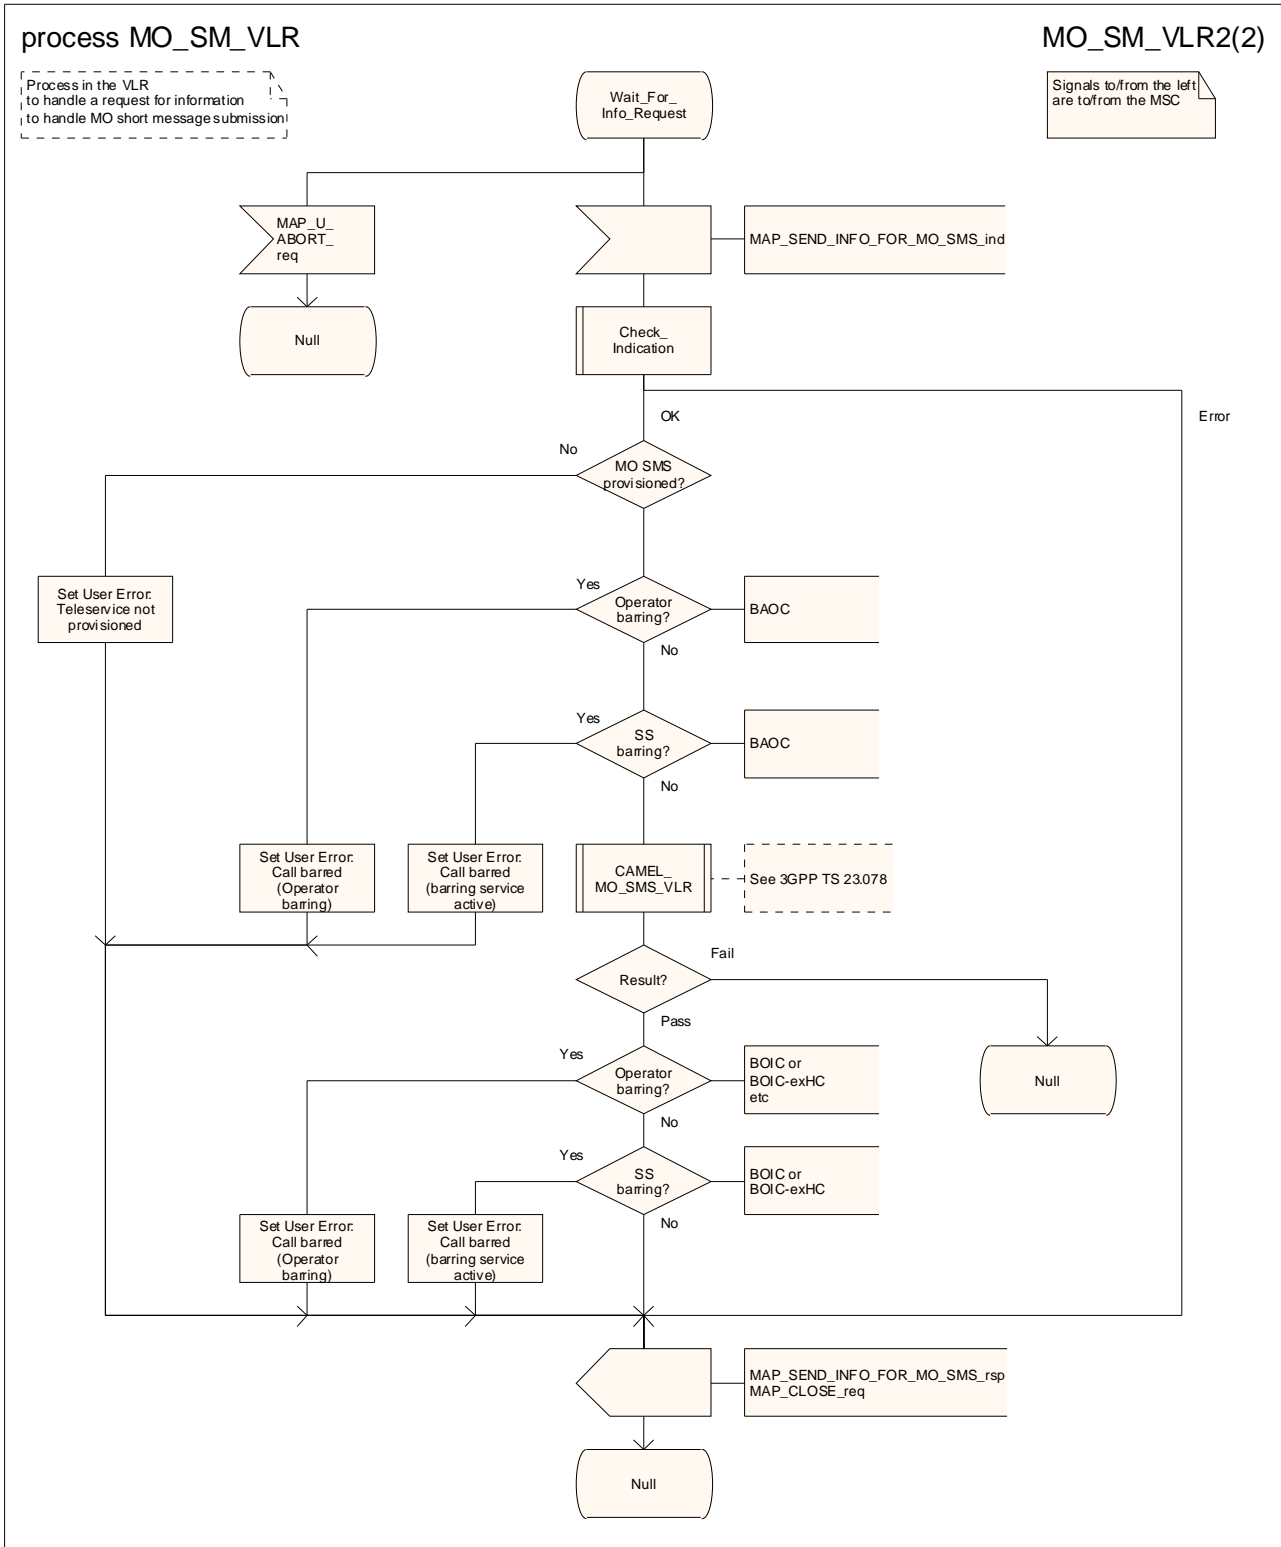 process MO_SM_VLR
MO_SM_VLR2(2)
Process in the VLR
to handle a request for information
to handle MO short message submission
Wait_For_
Info_Request
Signals to/from the left
are to/from the MSC
MAP_U_
ABORT_
req
MAP_SEND_INFO_FOR_MO_SMS_ind
Null
Check_
Indication
OK
Error
No
MO SMS
provisioned?
Set User Error:
Teleservice not
provisioned
Yes
Operator
barring?
BAOC
No
Yes
SS
barring?
BAOC
No
Set User Error:
Call barred
(Operator
barring)
Set User Error:
Call barred
(barring service
active)
CAMEL_
MO_SMS_VLR
See 3GPP TS 23.078
Fail
Result?
Pass
Yes
Operator
barring?
BOIC or
BOIC-exHC
etc
Null
No
Yes
SS
barring?
BOIC or
BOIC-exHC
No
Set User Error:
Call barred
(Operator
barring)
Set User Error:
Call barred
(barring service
active)
MAP_SEND_INFO_FOR_MO_SMS_rsp
MAP_CLOSE_req
Null